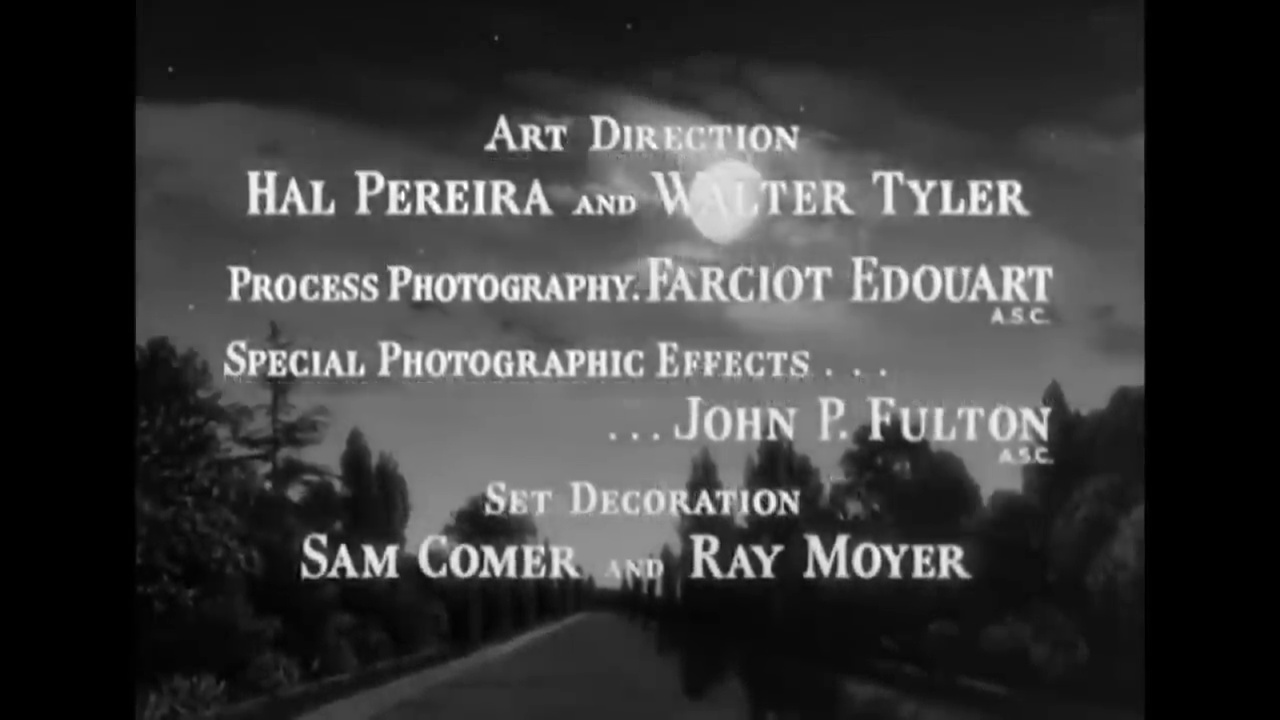 ART DIRECTION
HAL PEREIRA AND WALTER TYLER
PROCESS PHOTOGRAPHY. FARCIOT EDOUART
A.S.C.
SPECIAL PHOTOGRAPHIC EFFECTS . . .
. . . JOHN P. FULTON
A.S.C.
SET DECORATION
SAM COMER AND RAY MOYER